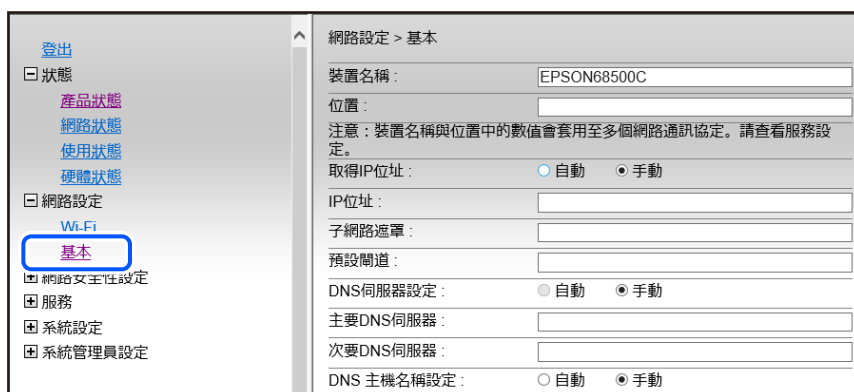 登出
狀態
產品狀態
網路狀態
使用狀態
硬體狀態
網路設定
Wi-Fi
基本
網路安全性設定
服務
系統設定
系統管理員設定
網路設定 > 基本
裝置名稱 : EPSON68500C
位置 :
注意：裝置名稱與位置中的數值會套用至多個網路通訊協定。請查看服務設
定。
取得IP位址 : 自動 手動
IP位址 :
子網路遮罩 :
預設閘道 :
DNS伺服器設定 : 自動 手動
主要DNS伺服器 :
次要DNS伺服器 :
DNS 主機名稱設定 : 自動 手動